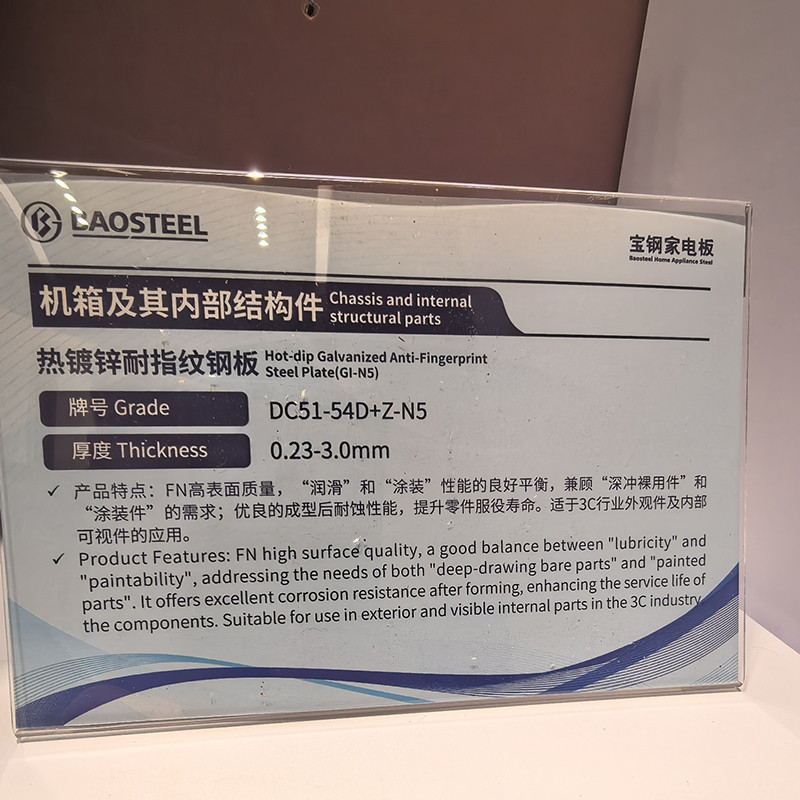 BAOSTEEL
宝钢家电板
Baosteel Home Appliance Steel
机箱及其内部结构件 Chassis and internal
structural parts
热镀锌耐指纹钢板 Hot-dip Galvanized Anti-Fingerprint
Steel Plate(GI-N5)
牌号 Grade DC51-54D+Z-N5
厚度 Thickness 0.23-3.0mm
✓ 产品特点：FN高表面质量，“润滑”和“涂装”性能的良好平衡，兼顾“深冲裸用件”和
“涂装件”的需求；优良的成型后耐蚀性能，提升零件服役寿命。适于3C行业外观件及内部
可视件的应用。
✓ Product Features: FN high surface quality, a good balance between "lubricity" and
"paintability", addressing the needs of both "deep-drawing bare parts" and "painted
parts". It offers excellent corrosion resistance after forming, enhancing the service life of
the components. Suitable for use in exterior and visible internal parts in the 3C industry.